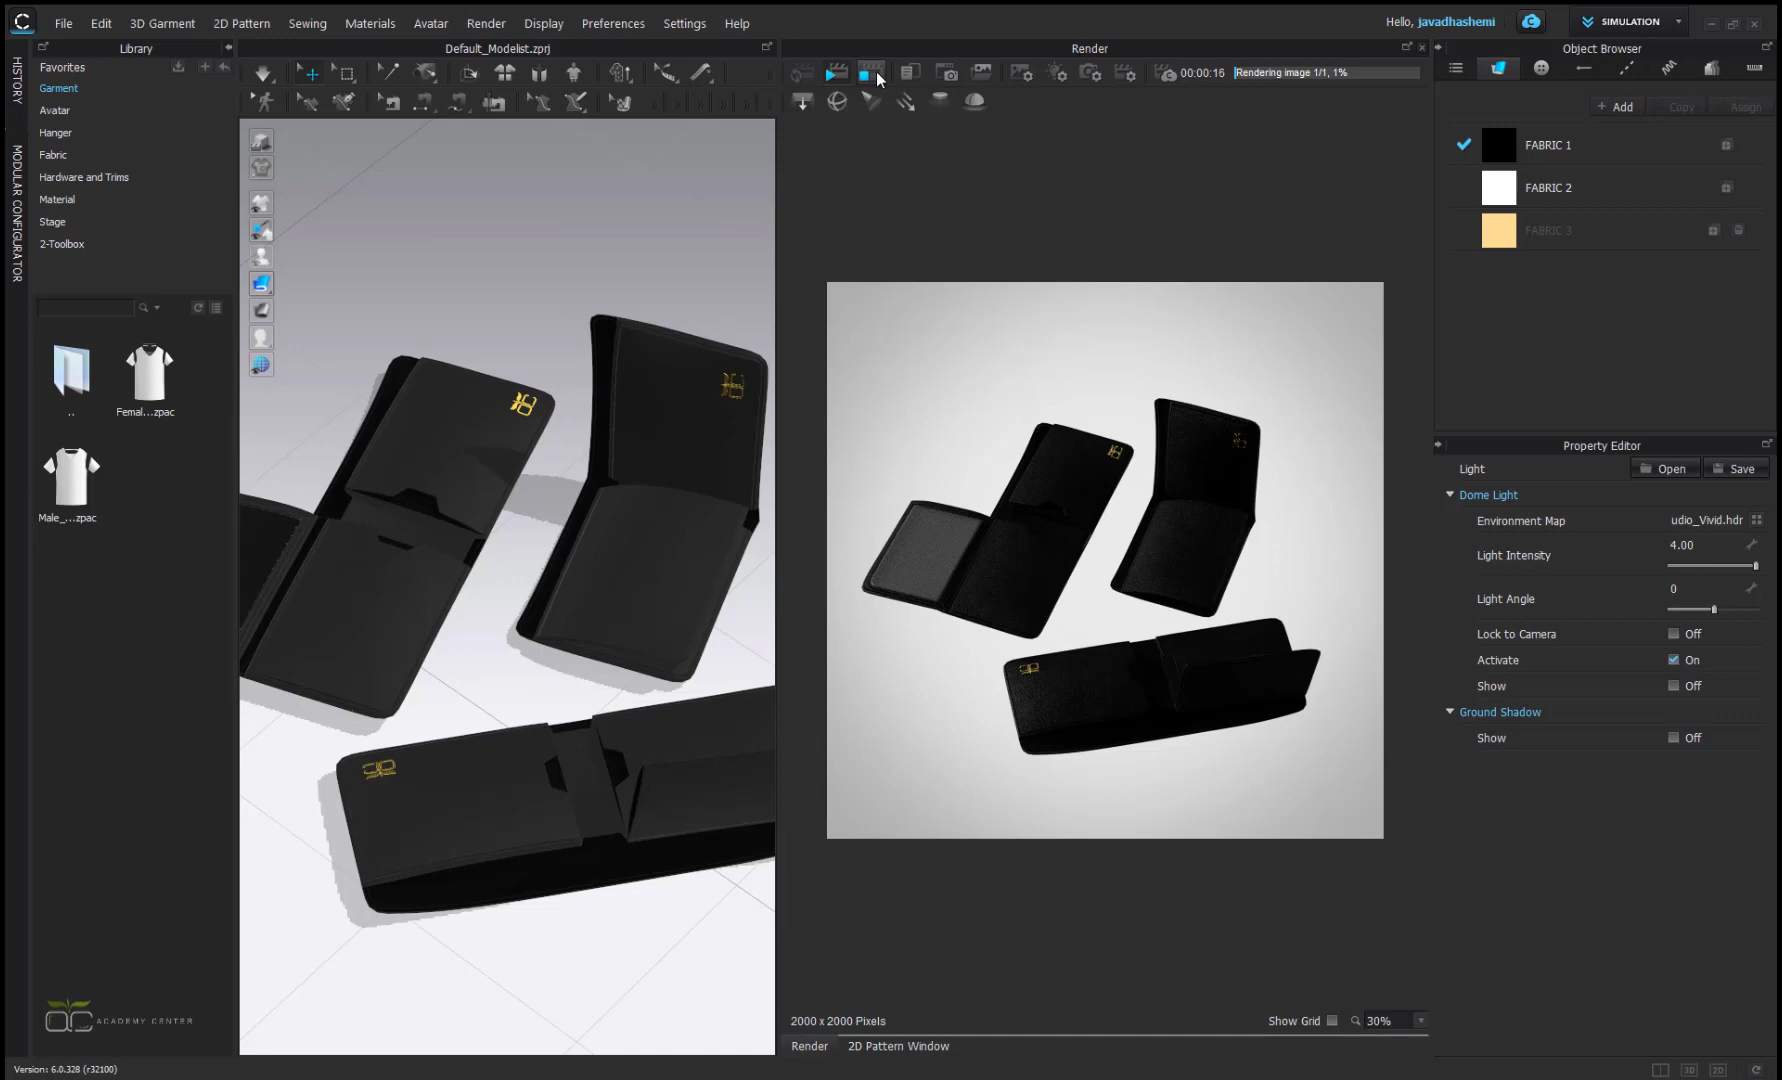 File Edit 3D Garment 2D Pattern Sewing Materials Avatar Render Display Preferences Settings Help
Hello, javadhashemi
SIMULATION
HISTORY
MODULAR CONFIGURATOR
Library
Favorites
Garment
Avatar
Hanger
Fabric
Hardware and Trims
Material
Stage
2-Toolbox
..
Femal...zpac
Male_...zpac
ACADEMY CENTER
Version: 6.0.328 (r32100)
Default_Modelist.zprj
Render
00:00:16 Rendering image 1/1, 1%
2000 x 2000 Pixels
Show Grid
30%
Render 2D Pattern Window
Object Browser
+ Add Copy Assign
FABRIC 1
FABRIC 2
FABRIC 3
Property Editor
Light Open Save
Dome Light
Environment Map udio_Vivid.hdr
Light Intensity 4.00
Light Angle 0
Lock to Camera Off
Activate On
Show Off
Ground Shadow
Show Off
3D 2D